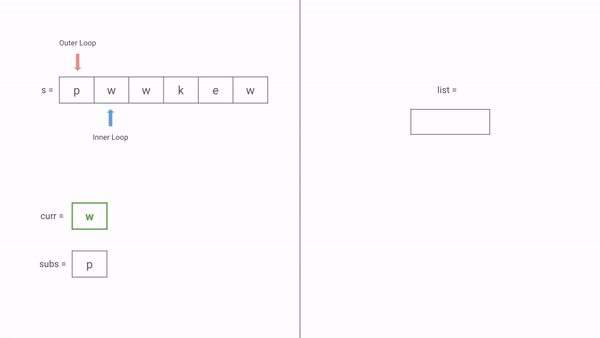 Outer Loop
s = p w w k e w
Inner Loop
curr = w
subs = p
list =